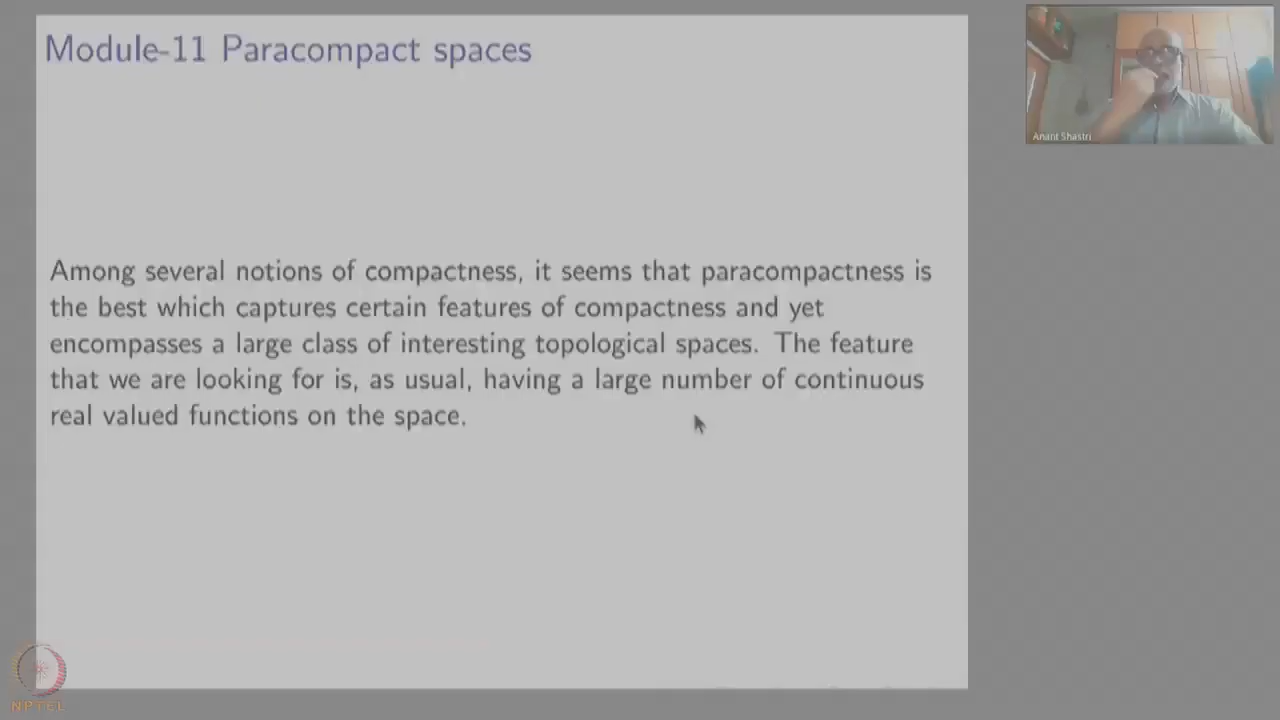 Module-11 Paracompact spaces
Anant Shastri
Among several notions of compactness, it seems that paracompactness is
the best which captures certain features of compactness and yet
encompasses a large class of interesting topological spaces. The feature
that we are looking for is, as usual, having a large number of continuous
real valued functions on the space.
NPTEL